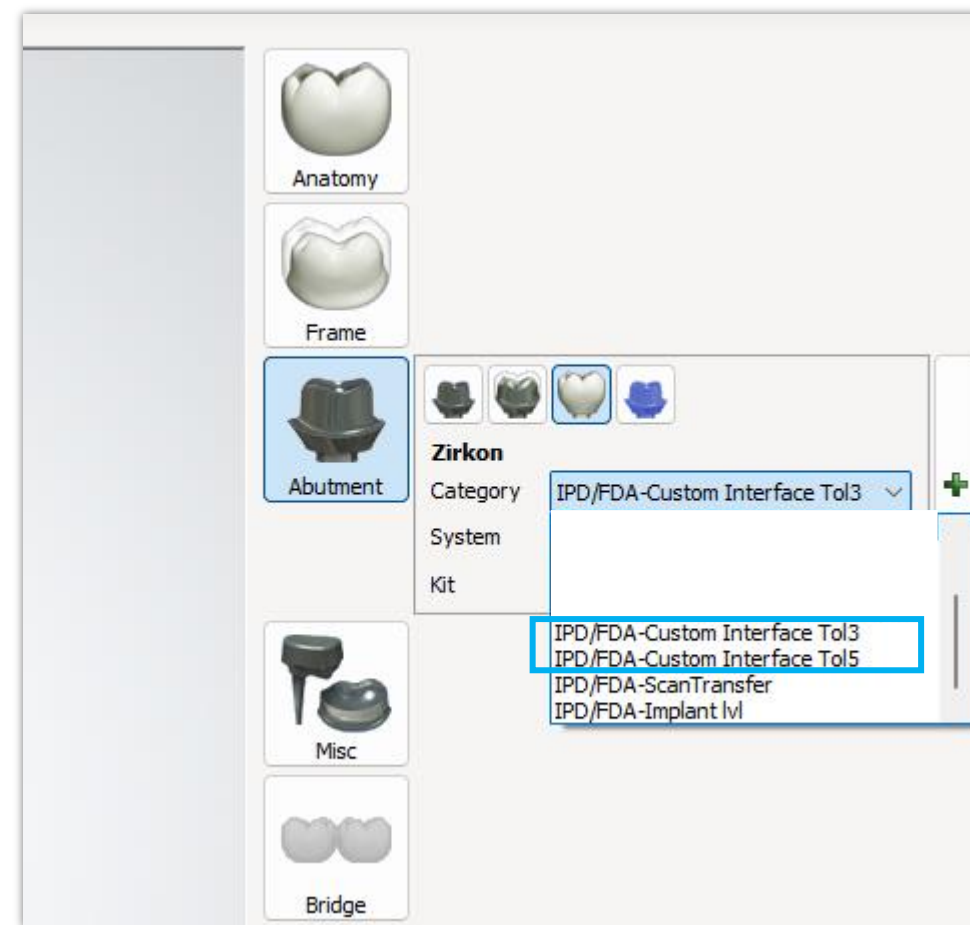 Anatomy
Frame
Abutment
Zirkon
Category IPD/FDA-Custom Interface Tol3
System
Kit
IPD/FDA-Custom Interface Tol3
IPD/FDA-Custom Interface Tol5
IPD/FDA-ScanTransfer
IPD/FDA-Implant lvl
Misc
Bridge